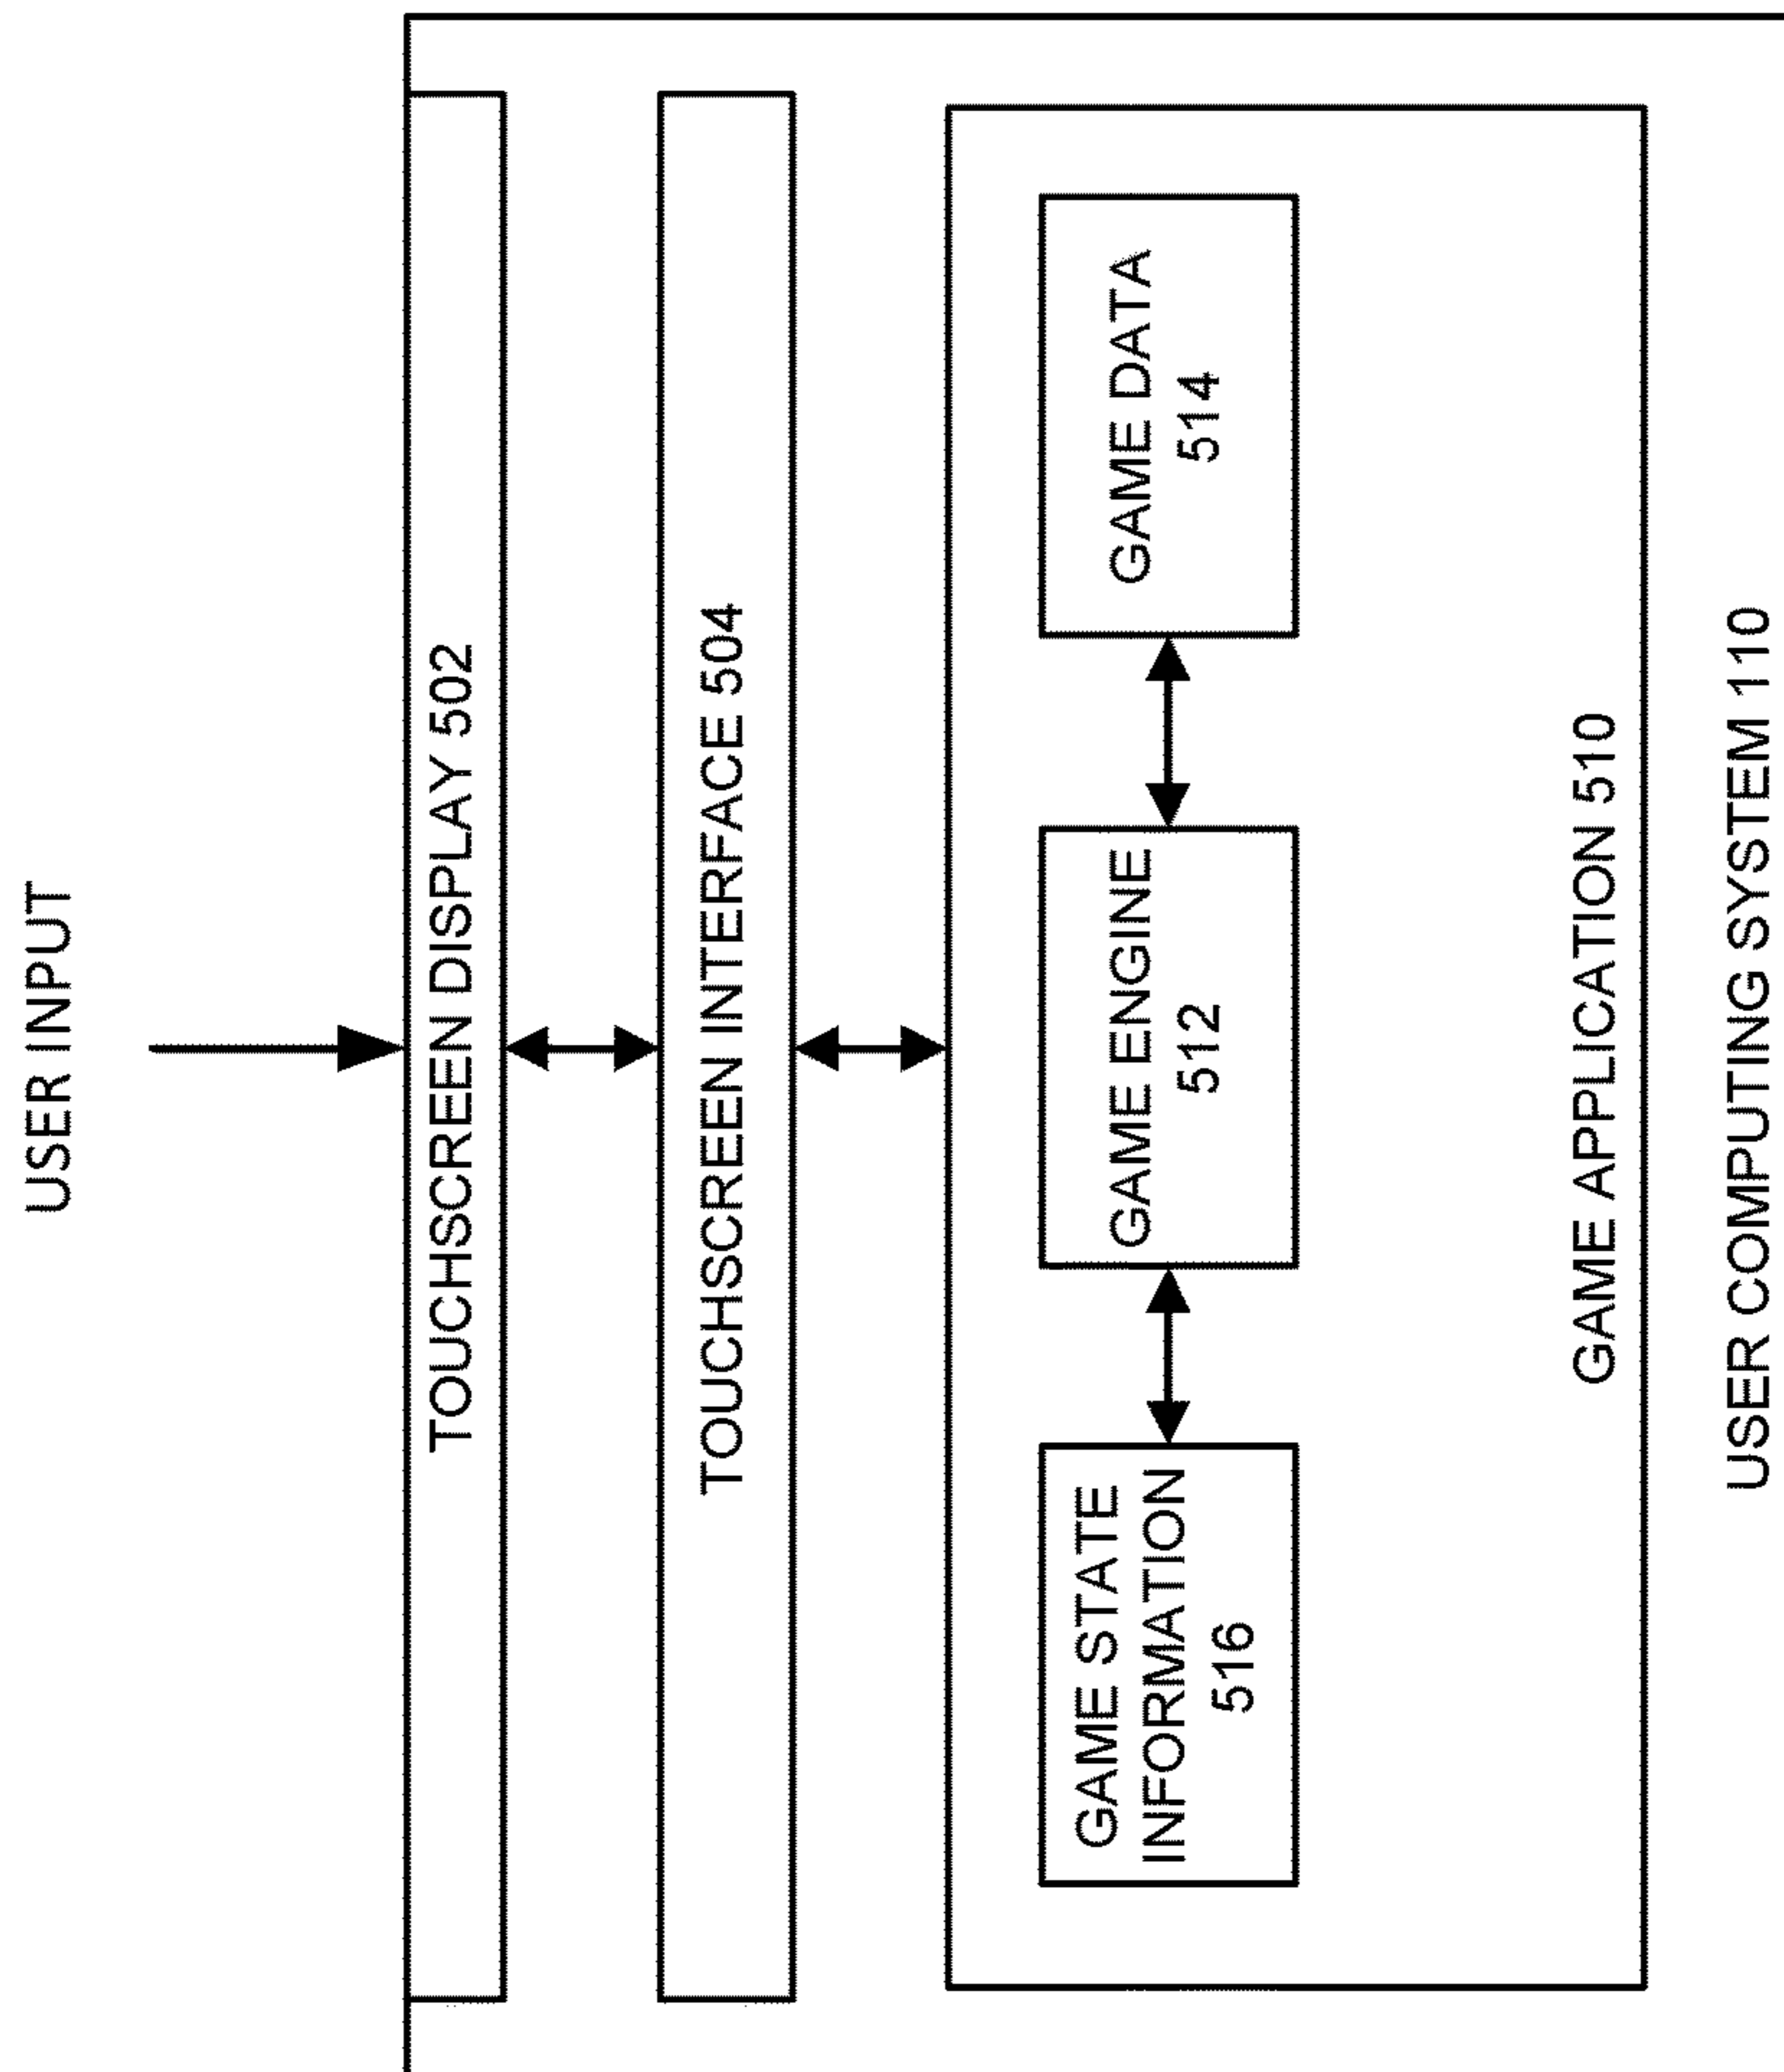 USER INPUT
TOUCHSCREEN DISPLAY 502
TOUCHSCREEN INTERFACE 504
GAME STATE
INFORMATION
516
GAME ENGINE
512
GAME DATA
514
GAME APPLICATION 510
USER COMPUTING SYSTEM 110